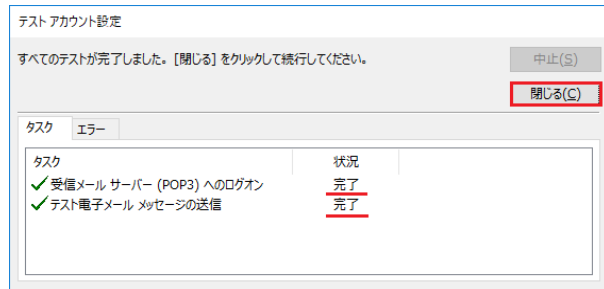 テスト アカウント設定
すべてのテストが完了しました。[閉じる] をクリックして続行してください。
中止(S)
閉じる(C)
タスク エラー
タスク 状況
受信メール サーバー (POP3) へのログオン 完了
テスト電子メール メッセージの送信 完了